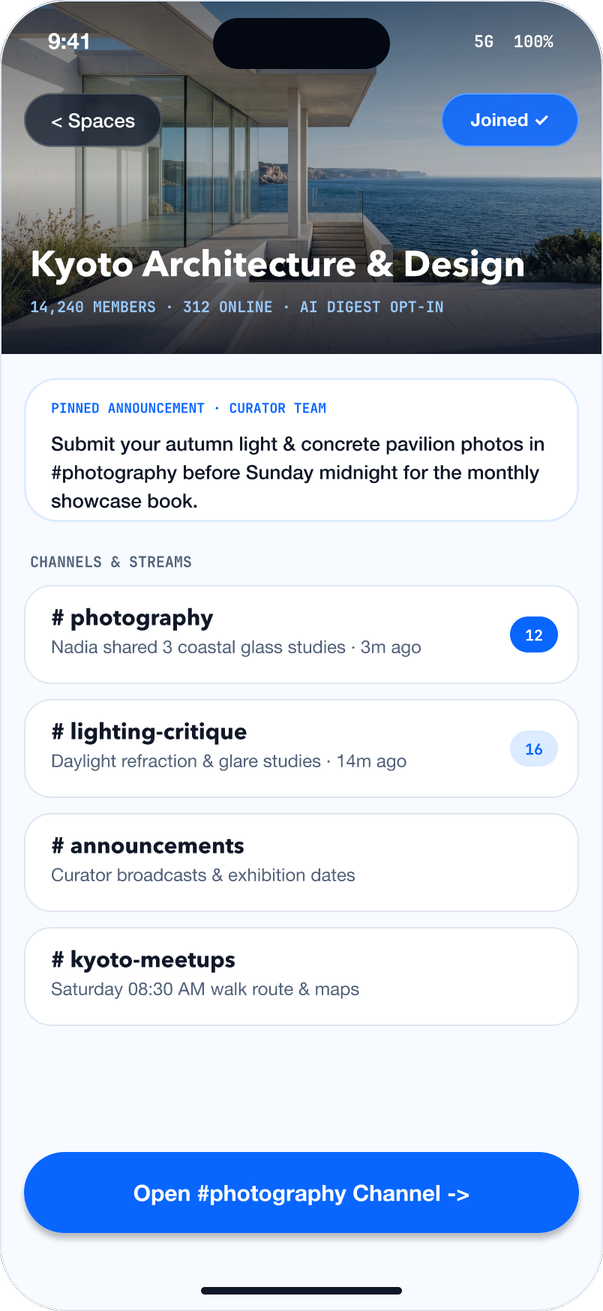 9:41
5G 100%
< Spaces
Joined ✓
Kyoto Architecture & Design
14,240 MEMBERS · 312 ONLINE · AI DIGEST OPT-IN
PINNED ANNOUNCEMENT · CURATOR TEAM
Submit your autumn light & concrete pavilion photos in
#photography before Sunday midnight for the monthly
showcase book.
CHANNELS & STREAMS
# photography
Nadia shared 3 coastal glass studies · 3m ago
12
# lighting-critique
Daylight refraction & glare studies · 14m ago
16
# announcements
Curator broadcasts & exhibition dates
# kyoto-meetups
Saturday 08:30 AM walk route & maps
Open #photography Channel ->